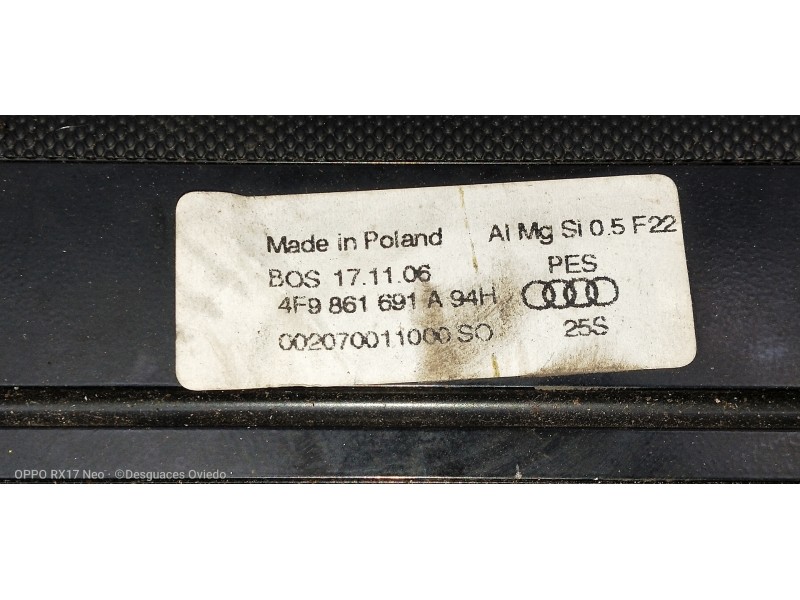 Made in Poland Al Mg Si 0.5 F22
BOS 17.11.06 PES
4F9 861 691 A 94H
002070011000 SO 25S
OPPO RX17 Neo · ©Desguaces Oviedo